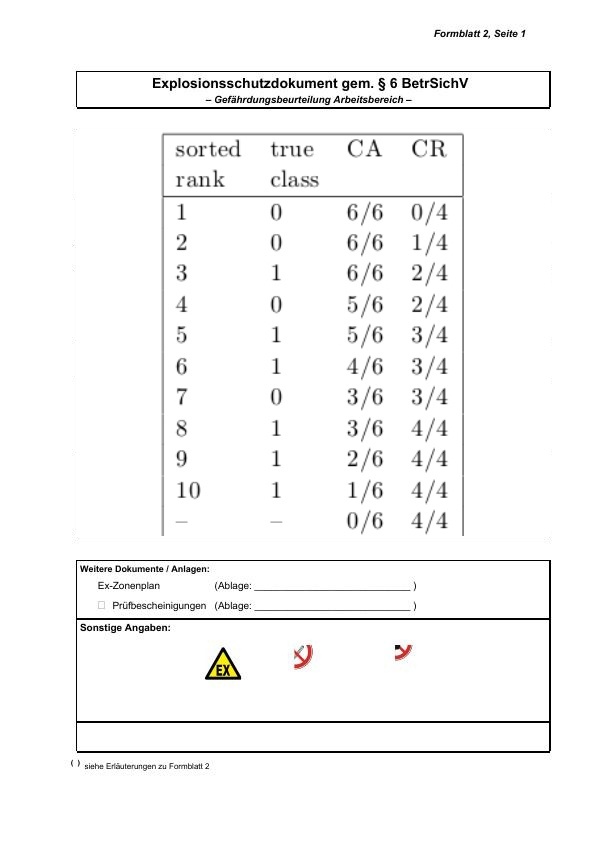 Formblatt 2, Seite 1
Explosionsschutzdokument gem. § 6 BetrSichV
– Gefährdungsbeurteilung Arbeitsbereich –
sorted true CA CR
rank class
1 0 6/6 0/4
2 0 6/6 1/4
3 1 6/6 2/4
4 0 5/6 2/4
5 1 5/6 3/4
6 1 4/6 3/4
7 0 3/6 3/4
8 1 3/6 4/4
9 1 2/6 4/4
10 1 1/6 4/4
– – 0/6 4/4
Weitere Dokumente / Anlagen:
Ex-Zonenplan (Ablage: ____________________________ )
☐ Prüfbescheinigungen (Ablage: ____________________________ )
Sonstige Angaben:
EX
( ) siehe Erläuterungen zu Formblatt 2